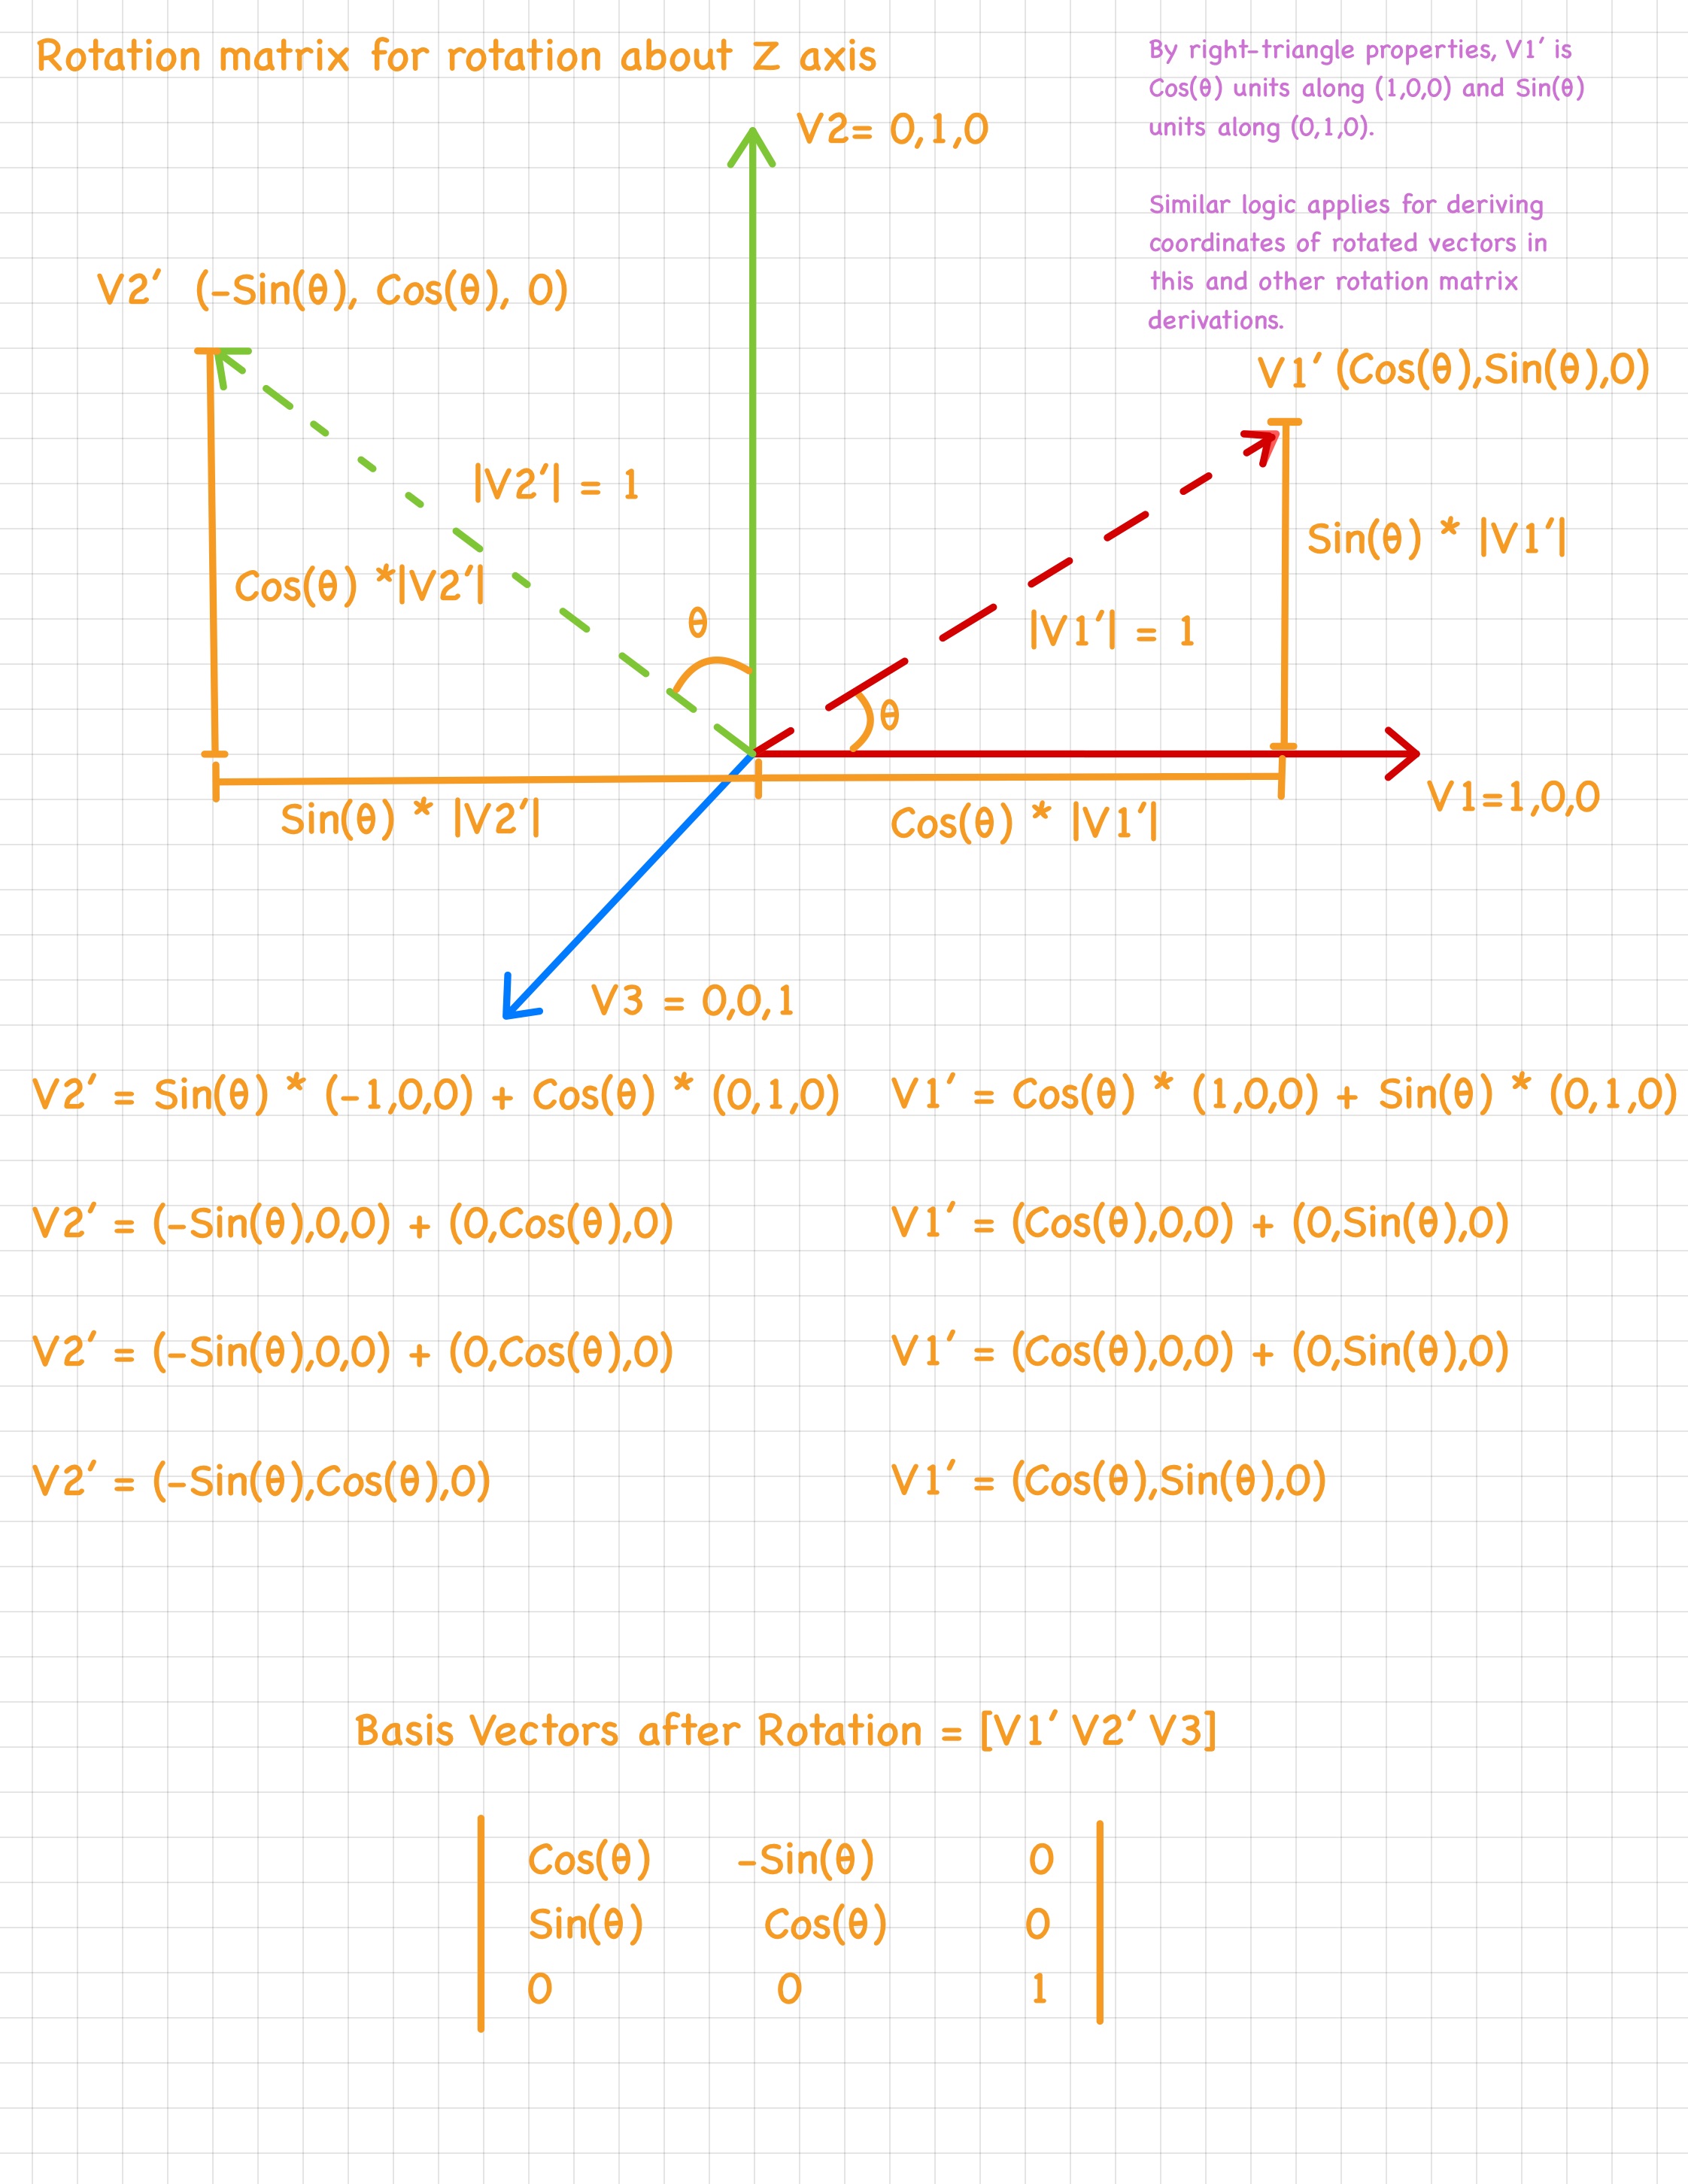 Rotation matrix for rotation about Z axis
By right-triangle properties, V1′ is
Cos(θ) units along (1,0,0) and Sin(θ)
units along (0,1,0).
Similar logic applies for deriving
coordinates of rotated vectors in
this and other rotation matrix
derivations.
V2= 0,1,0
V2′ (-Sin(θ), Cos(θ), 0)
V1′ (Cos(θ),Sin(θ),0)
|V2′| = 1
Sin(θ) * |V1′|
Cos(θ) *|V2′|
θ
|V1′| = 1
θ
V1=1,0,0
Sin(θ) * |V2′|
Cos(θ) * |V1′|
V3 = 0,0,1
V2′ = Sin(θ) * (-1,0,0) + Cos(θ) * (0,1,0)
V1′ = Cos(θ) * (1,0,0) + Sin(θ) * (0,1,0)
V2′ = (-Sin(θ),0,0) + (0,Cos(θ),0)
V1′ = (Cos(θ),0,0) + (0,Sin(θ),0)
V2′ = (-Sin(θ),0,0) + (0,Cos(θ),0)
V1′ = (Cos(θ),0,0) + (0,Sin(θ),0)
V2′ = (-Sin(θ),Cos(θ),0)
V1′ = (Cos(θ),Sin(θ),0)
Basis Vectors after Rotation = [V1′ V2′ V3]
Cos(θ) -Sin(θ) 0
Sin(θ) Cos(θ) 0
0 0 1